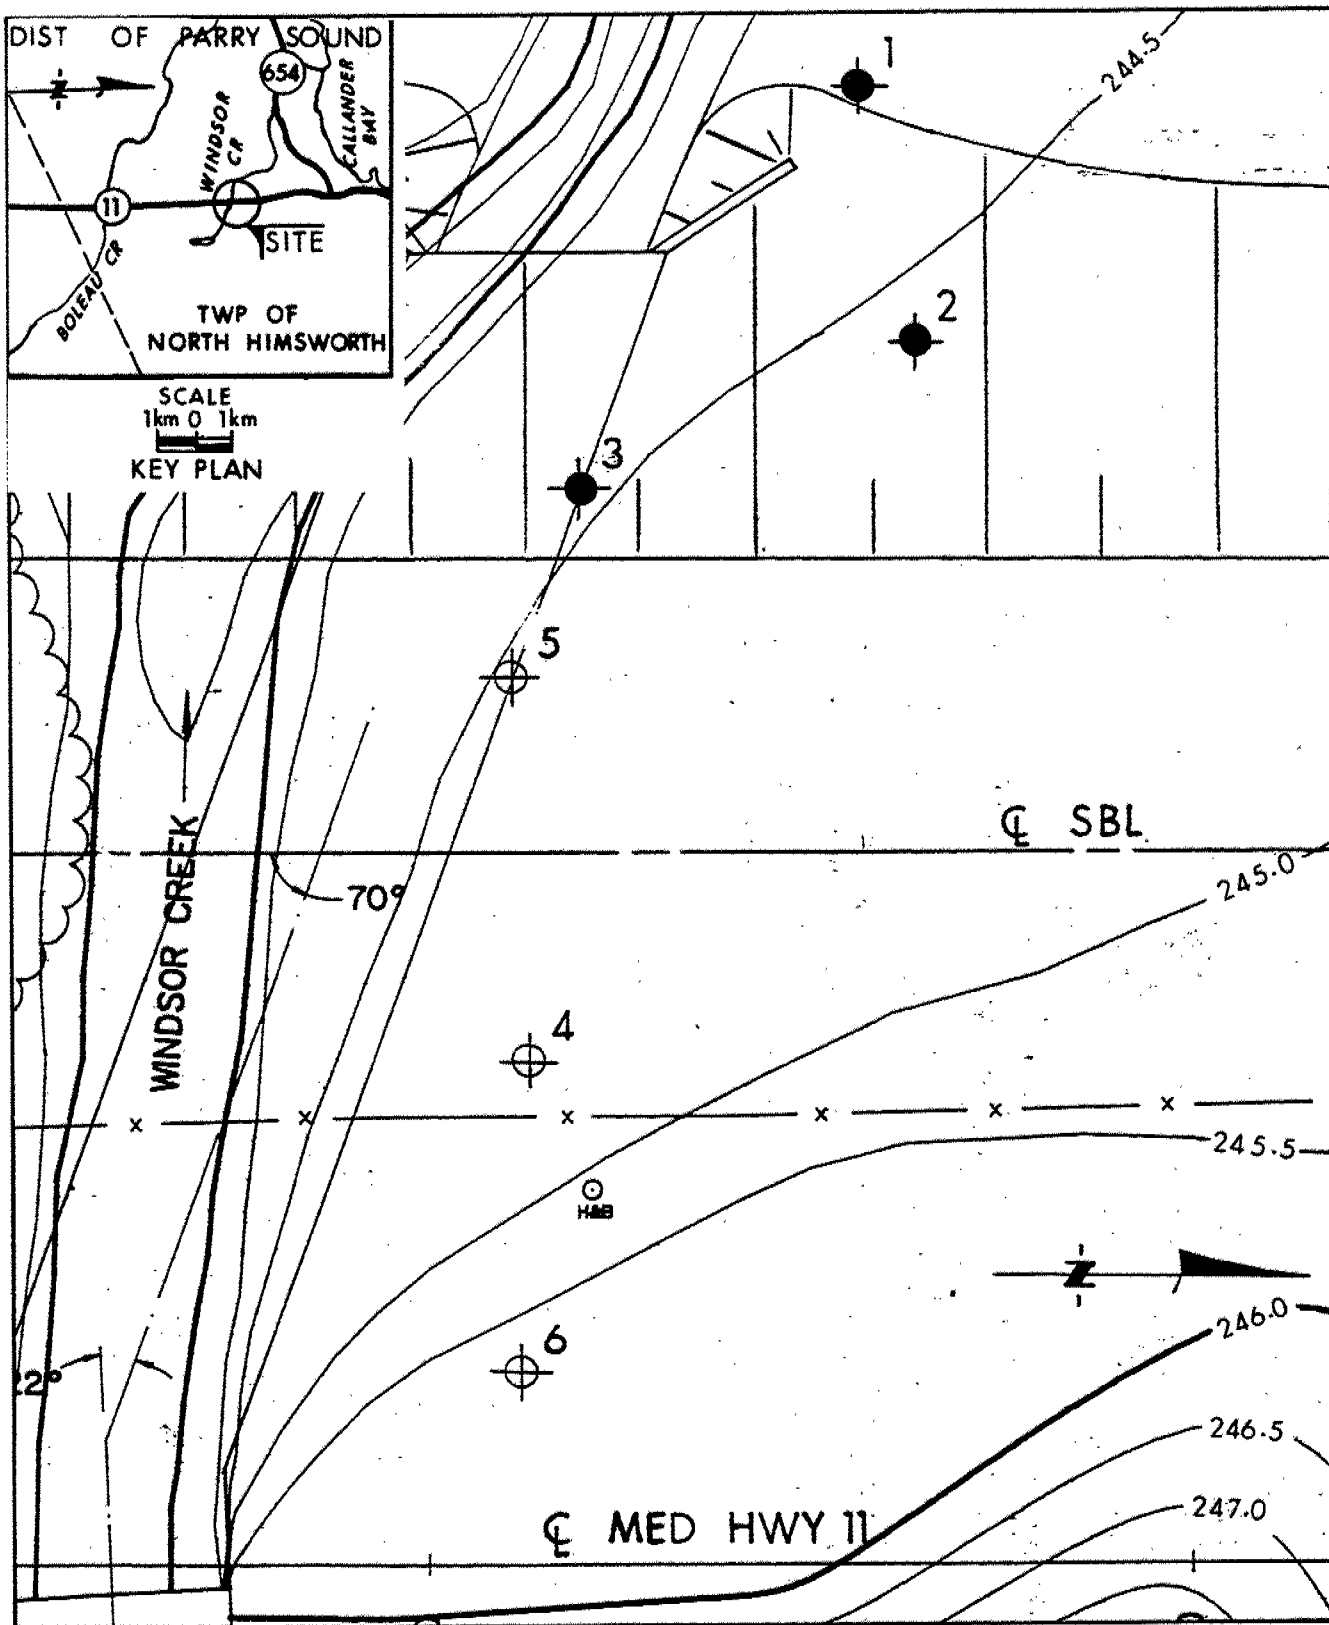 DIST OF PARRY SOUND
N
654
WINDSOR CR
CALLANDER BAY
11
SITE
BOLEAU CR
TWP OF
NORTH HIMSWORTH
SCALE
1km 0 1km
KEY PLAN
1
244.5
2
3
5
℄ SBL
245.0
70°
WINDSOR CREEK
4
x x x x x x
245.5
H&B
N
246.0
6
22°
246.5
247.0
℄ MED HWY 11